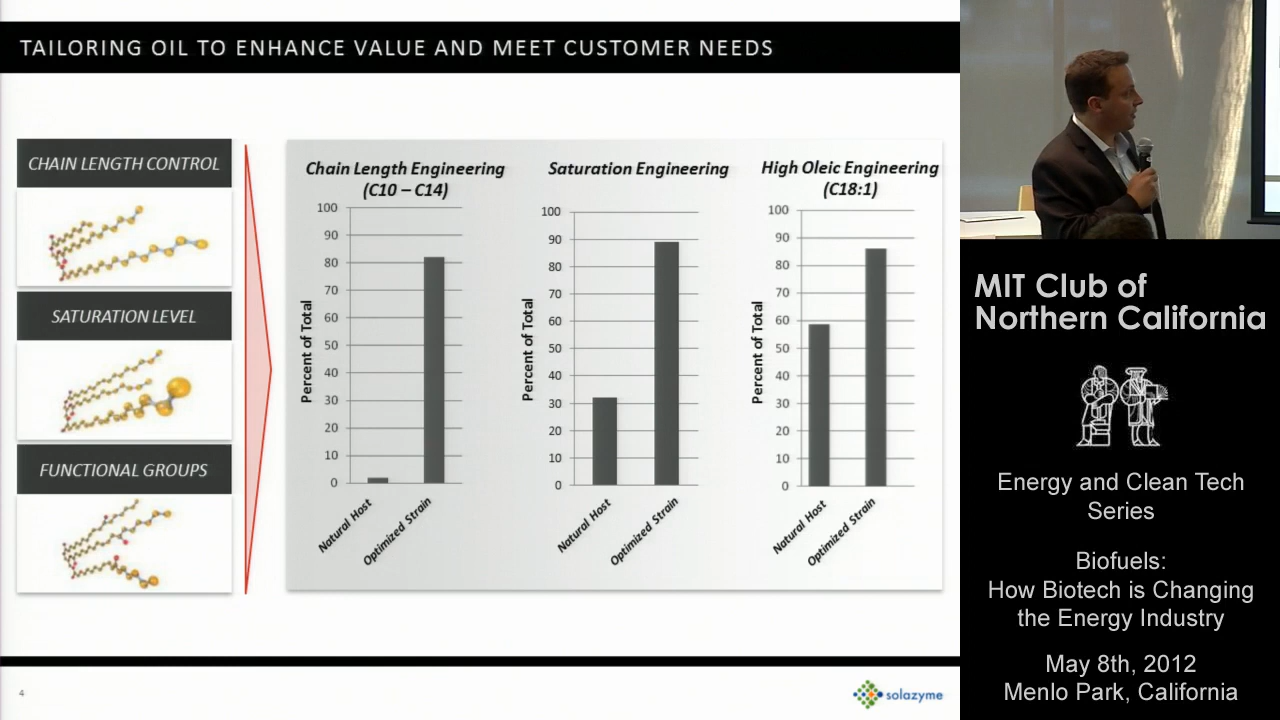 TAILORING OIL TO ENHANCE VALUE AND MEET CUSTOMER NEEDS
CHAIN LENGTH CONTROL
SATURATION LEVEL
FUNCTIONAL GROUPS
Chain Length Engineering
(C10 – C14)
100
90
80
70
60
50
40
30
20
10
0
Percent of Total
Natural Host
Optimized Strain
Saturation Engineering
100
90
80
70
60
50
40
30
20
10
0
Percent of Total
Natural Host
Optimized Strain
High Oleic Engineering
(C18:1)
100
90
80
70
60
50
40
30
20
10
0
Percent of Total
Natural Host
Optimized Strain
4
solazyme
MIT Club of
Northern California
Energy and Clean Tech
Series
Biofuels:
How Biotech is Changing
the Energy Industry
May 8th, 2012
Menlo Park, California